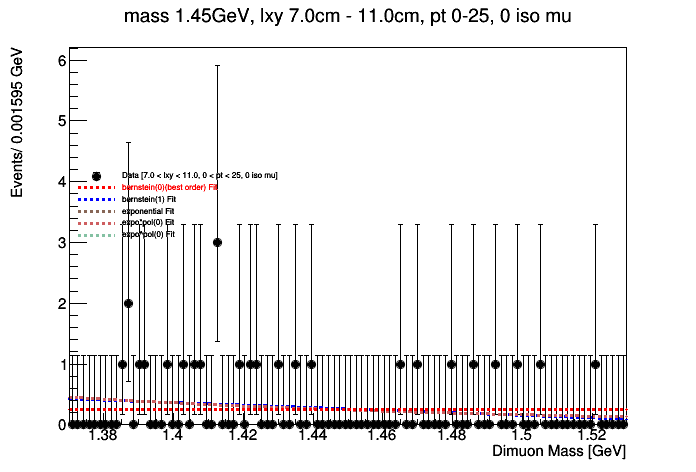 mass 1.45GeV, lxy 7.0cm - 11.0cm, pt 0-25, 0 iso mu
Events/ 0.001595 GeV
6
5
4
3
2
1
0
Data [7.0 < lxy < 11.0, 0 < pt < 25, 0 iso mu]
bernstein(0)(best order) Fit
bernstein(1) Fit
exponential Fit
expo*pol(0) Fit
expo*pol(0) Fit
1.38 1.4 1.42 1.44 1.46 1.48 1.5 1.52
Dimuon Mass [GeV]